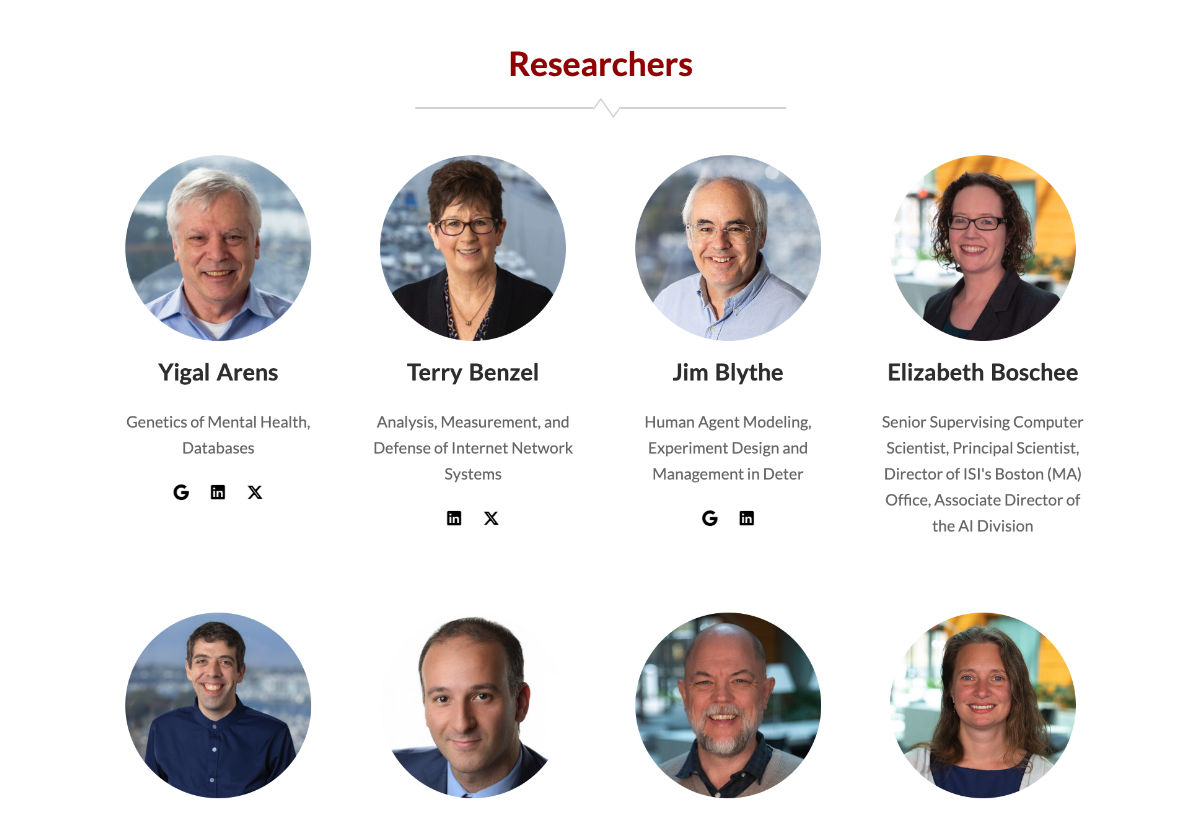 Researchers
Yigal Arens
Genetics of Mental Health,
Databases
Terry Benzel
Analysis, Measurement, and
Defense of Internet Network
Systems
Jim Blythe
Human Agent Modeling,
Experiment Design and
Management in Deter
Elizabeth Boschee
Senior Supervising Computer
Scientist, Principal Scientist,
Director of ISI's Boston (MA)
Office, Associate Director of
the AI Division